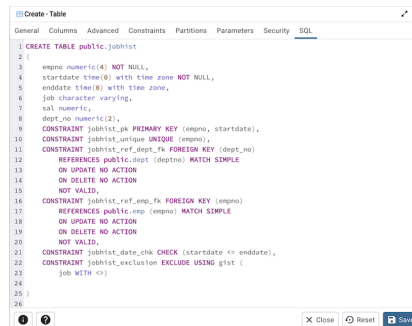 Create - Table
General Columns Advanced Constraints Partitions Parameters Security SQL
1 CREATE TABLE public.jobhist
2 (
3 empno numeric(4) NOT NULL,
4 startdate time(0) with time zone NOT NULL,
5 enddate time(0) with time zone,
6 job character varying,
7 sal numeric,
8 dept_no numeric(2),
9 CONSTRAINT jobhist_pk PRIMARY KEY (empno, startdate),
10 CONSTRAINT jobhist_unique UNIQUE (empno),
11 CONSTRAINT jobhist_ref_dept_fk FOREIGN KEY (dept_no)
12 REFERENCES public.dept (deptno) MATCH SIMPLE
13 ON UPDATE NO ACTION
14 ON DELETE NO ACTION
15 NOT VALID,
16 CONSTRAINT jobhist_ref_emp_fk FOREIGN KEY (empno)
17 REFERENCES public.emp (empno) MATCH SIMPLE
18 ON UPDATE NO ACTION
19 ON DELETE NO ACTION
20 NOT VALID,
21 CONSTRAINT jobhist_date_chk CHECK (startdate <= enddate),
22 CONSTRAINT jobhist_exclusion EXCLUDE USING gist (
23 job WITH <>)
24
25 )
26
Close Reset Save